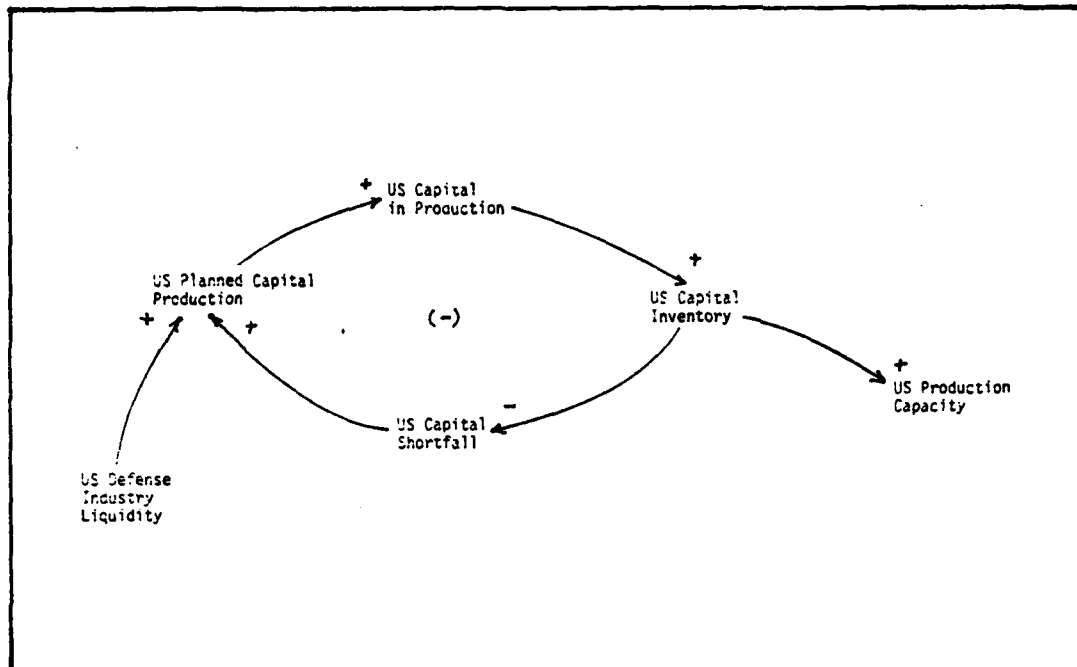 + US Capital
in Production
+
US Planned Capital
Production
US Capital
Inventory
+
+
(-)
+
US Production
Capacity
-
US Capital
Shortfall
US Defense
Industry
Liquidity